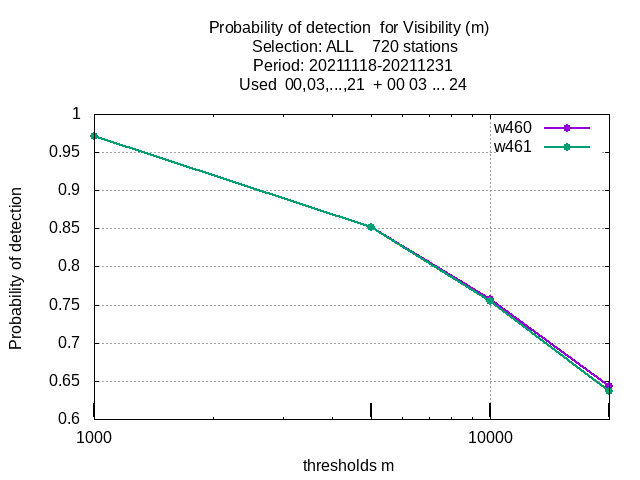 Probability of detection  for Visibility (m)
Selection: ALL    720 stations
Period: 20211118-20211231
Used  00,03,...,21  + 00 03 ... 24
w460
w461
1
0.95
0.9
0.85
0.8
0.75
0.7
0.65
0.6
Probability of detection
1000
10000
thresholds m